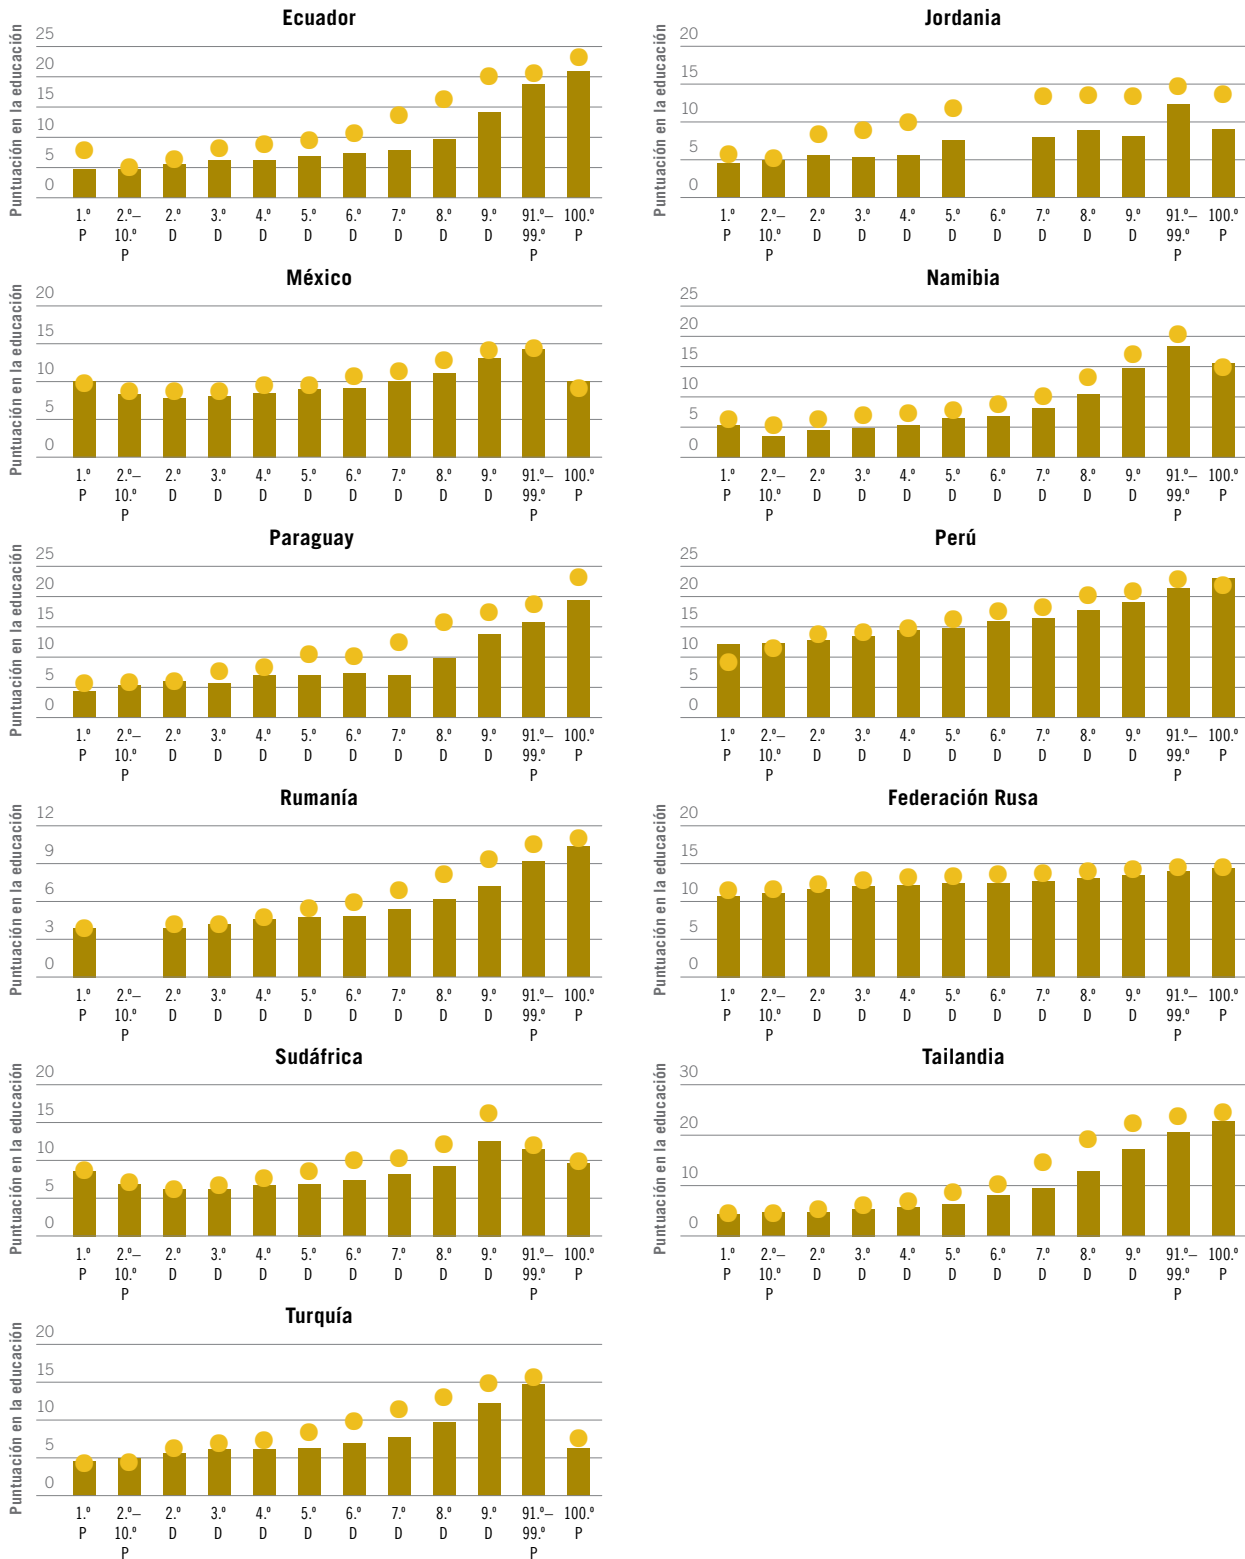 Ecuador
Puntuación en la educación
25
20
15
10
5
0
1.º 2.º– 2.º 3.º 4.º 5.º 6.º 7.º 8.º 9.º 91.º– 100.º
P 10.º D D D D D D D D 99.º P
P P
Jordania
Puntuación en la educación
20
15
10
5
0
1.º 2.º– 2.º 3.º 4.º 5.º 6.º 7.º 8.º 9.º 91.º– 100.º
P 10.º D D D D D D D D 99.º P
P P
México
Puntuación en la educación
20
15
10
5
0
1.º 2.º– 2.º 3.º 4.º 5.º 6.º 7.º 8.º 9.º 91.º– 100.º
P 10.º D D D D D D D D 99.º P
P P
Namibia
25
20
15
10
5
0
1.º 2.º– 2.º 3.º 4.º 5.º 6.º 7.º 8.º 9.º 91.º– 100.º
P 10.º D D D D D D D D 99.º P
P P
Puntuación en la educación
Paraguay
Puntuación en la educación
25
20
15
10
5
0
1.º 2.º– 2.º 3.º 4.º 5.º 6.º 7.º 8.º 9.º 91.º– 100.º
P 10.º D D D D D D D D 99.º P
P P
Perú
Puntuación en la educación
25
20
15
10
5
0
1.º 2.º– 2.º 3.º 4.º 5.º 6.º 7.º 8.º 9.º 91.º– 100.º
P 10.º D D D D D D D D 99.º P
P P
Rumanía
Puntuación en la educación
12
9
6
3
0
1.º 2.º– 2.º 3.º 4.º 5.º 6.º 7.º 8.º 9.º 91.º– 100.º
P 10.º D D D D D D D D 99.º P
P P
Federación Rusa
Puntuación en la educación
20
15
10
5
0
1.º 2.º– 2.º 3.º 4.º 5.º 6.º 7.º 8.º 9.º 91.º– 100.º
P 10.º D D D D D D D D 99.º P
P P
Sudáfrica
Puntuación en la educación
20
15
10
5
0
1.º 2.º– 2.º 3.º 4.º 5.º 6.º 7.º 8.º 9.º 91.º– 100.º
P 10.º D D D D D D D D 99.º P
P P
Tailandia
Puntuación en la educación
30
20
10
0
1.º 2.º– 2.º 3.º 4.º 5.º 6.º 7.º 8.º 9.º 91.º– 100.º
P 10.º D D D D D D D D 99.º P
P P
Turquía
Puntuación en la educación
20
15
10
5
0
1.º 2.º– 2.º 3.º 4.º 5.º 6.º 7.º 8.º 9.º 91.º– 100.º
P 10.º D D D D D D D D 99.º P
P P